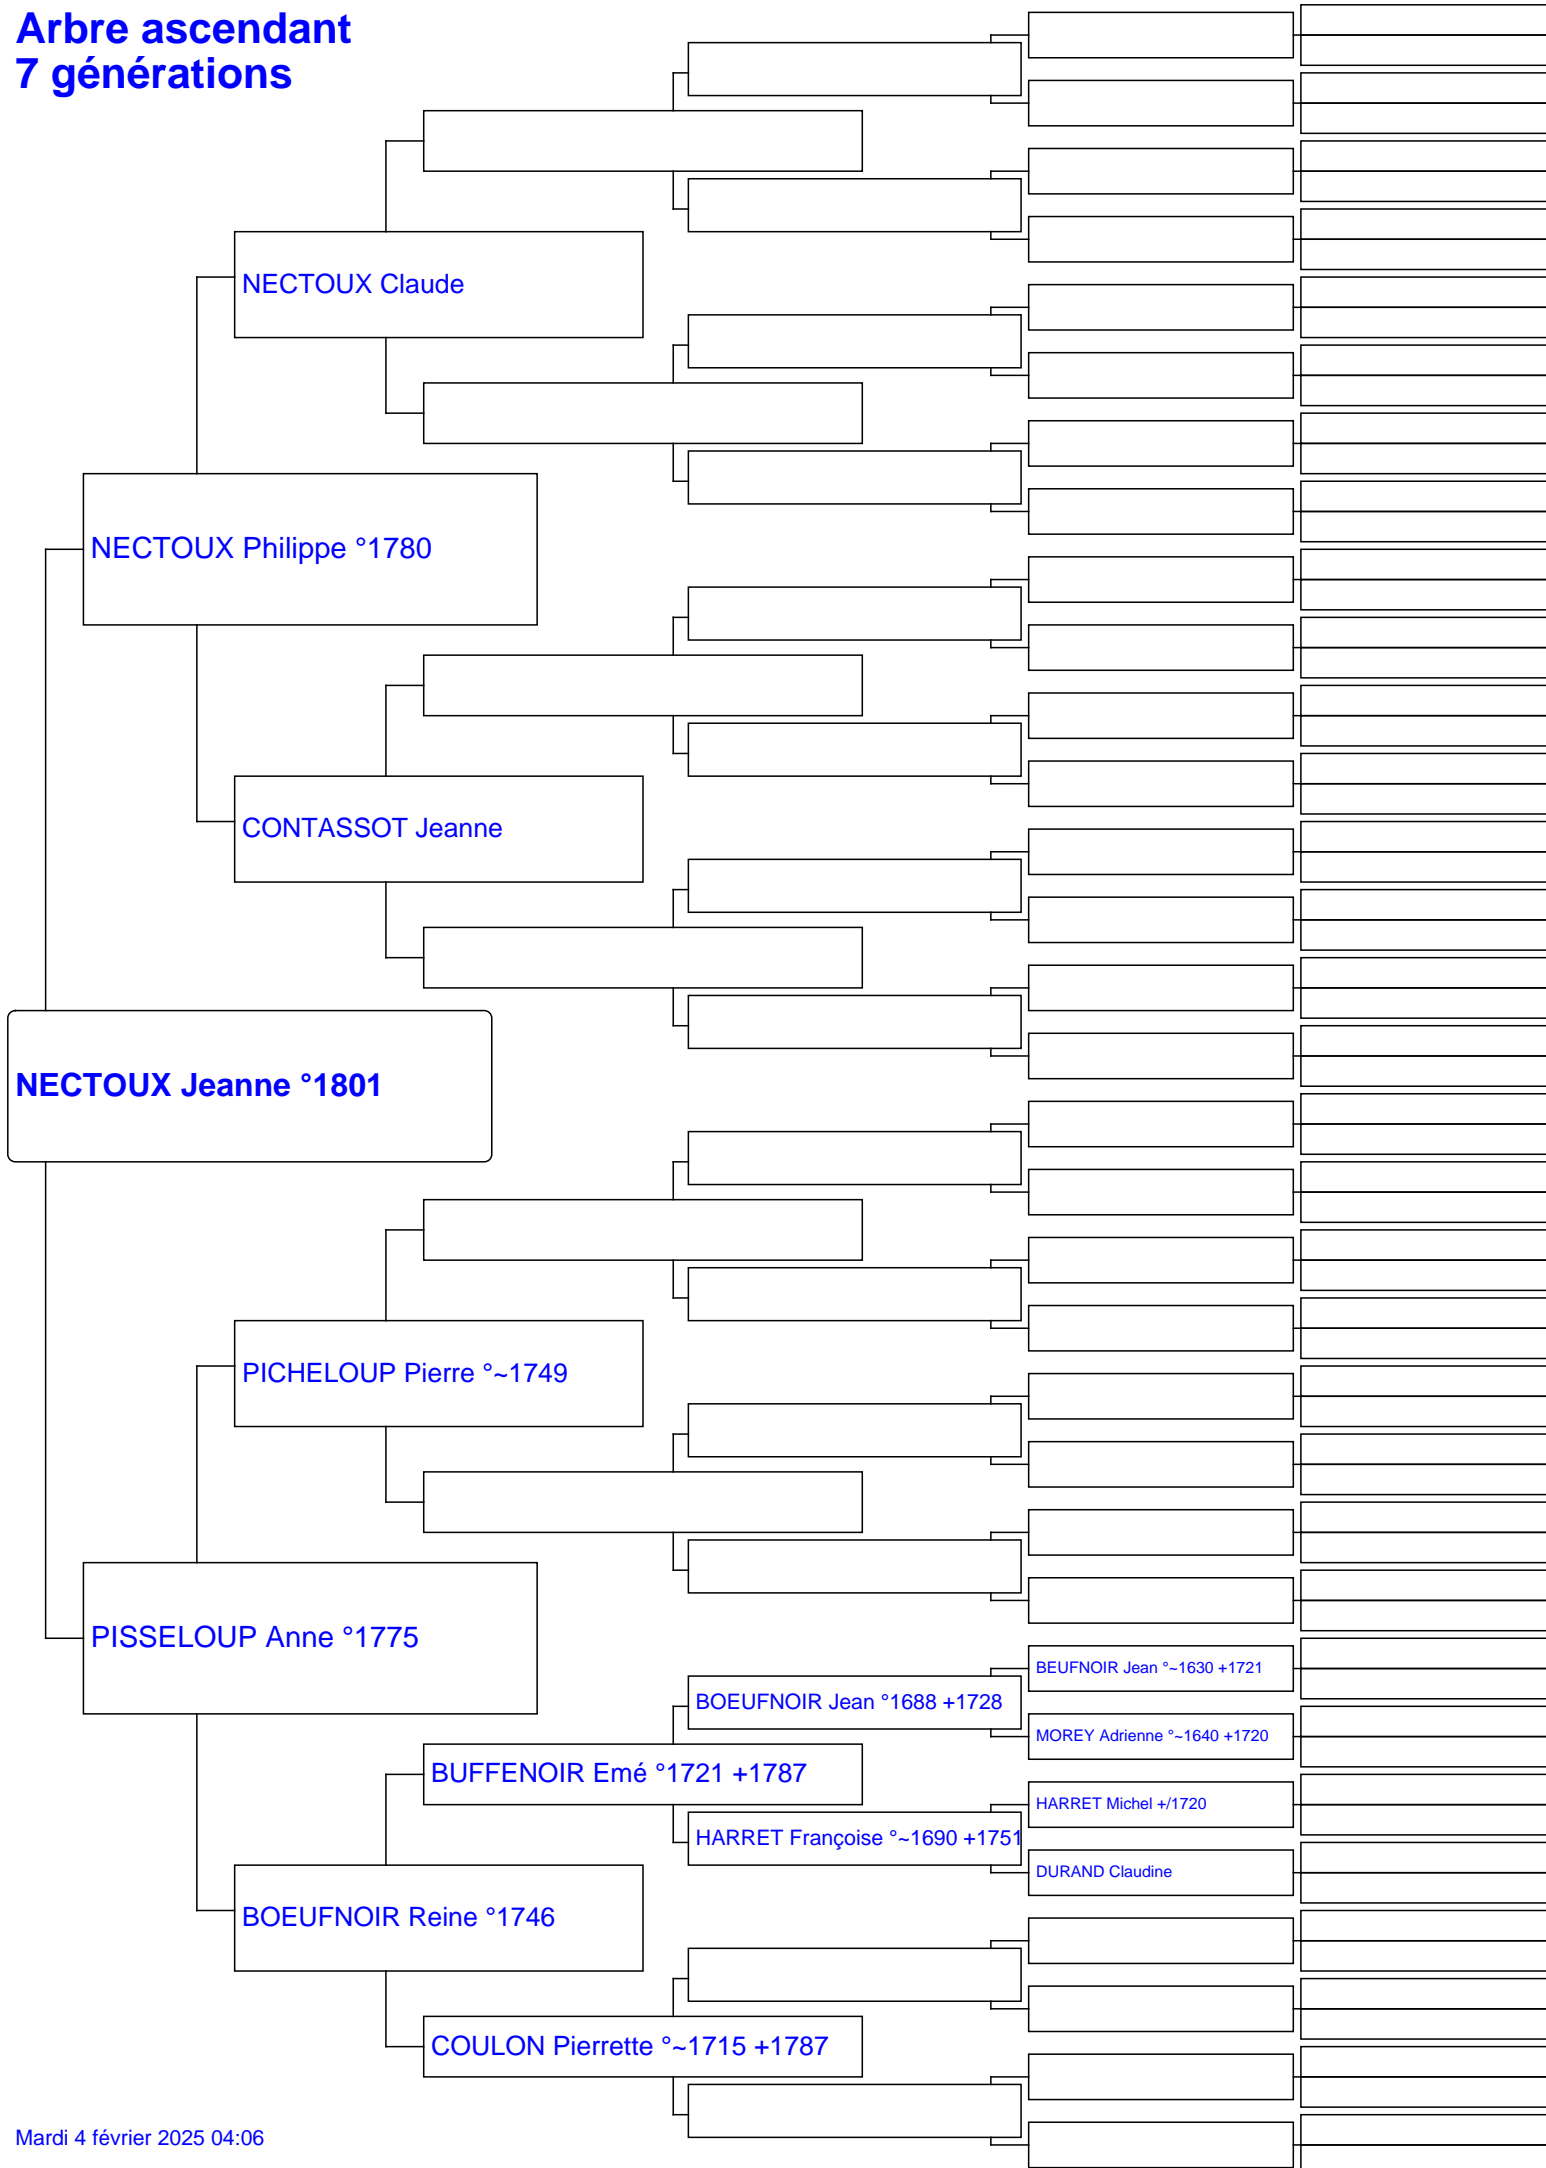 Arbre ascendant
7 générations
NECTOUX Claude
NECTOUX Philippe °1780
CONTASSOT Jeanne
NECTOUX Jeanne °1801
PICHELOUP Pierre °~1749
PISSELOUP Anne °1775
BEUFNOIR Jean °~1630 +1721
BOEUFNOIR Jean °1688 +1728
MOREY Adrienne °~1640 +1720
BUFFENOIR Emé °1721 +1787
HARRET Michel +/1720
HARRET Françoise °~1690 +1751
DURAND Claudine
BOEUFNOIR Reine °1746
COULON Pierrette °~1715 +1787
Mardi 4 février 2025 04:06